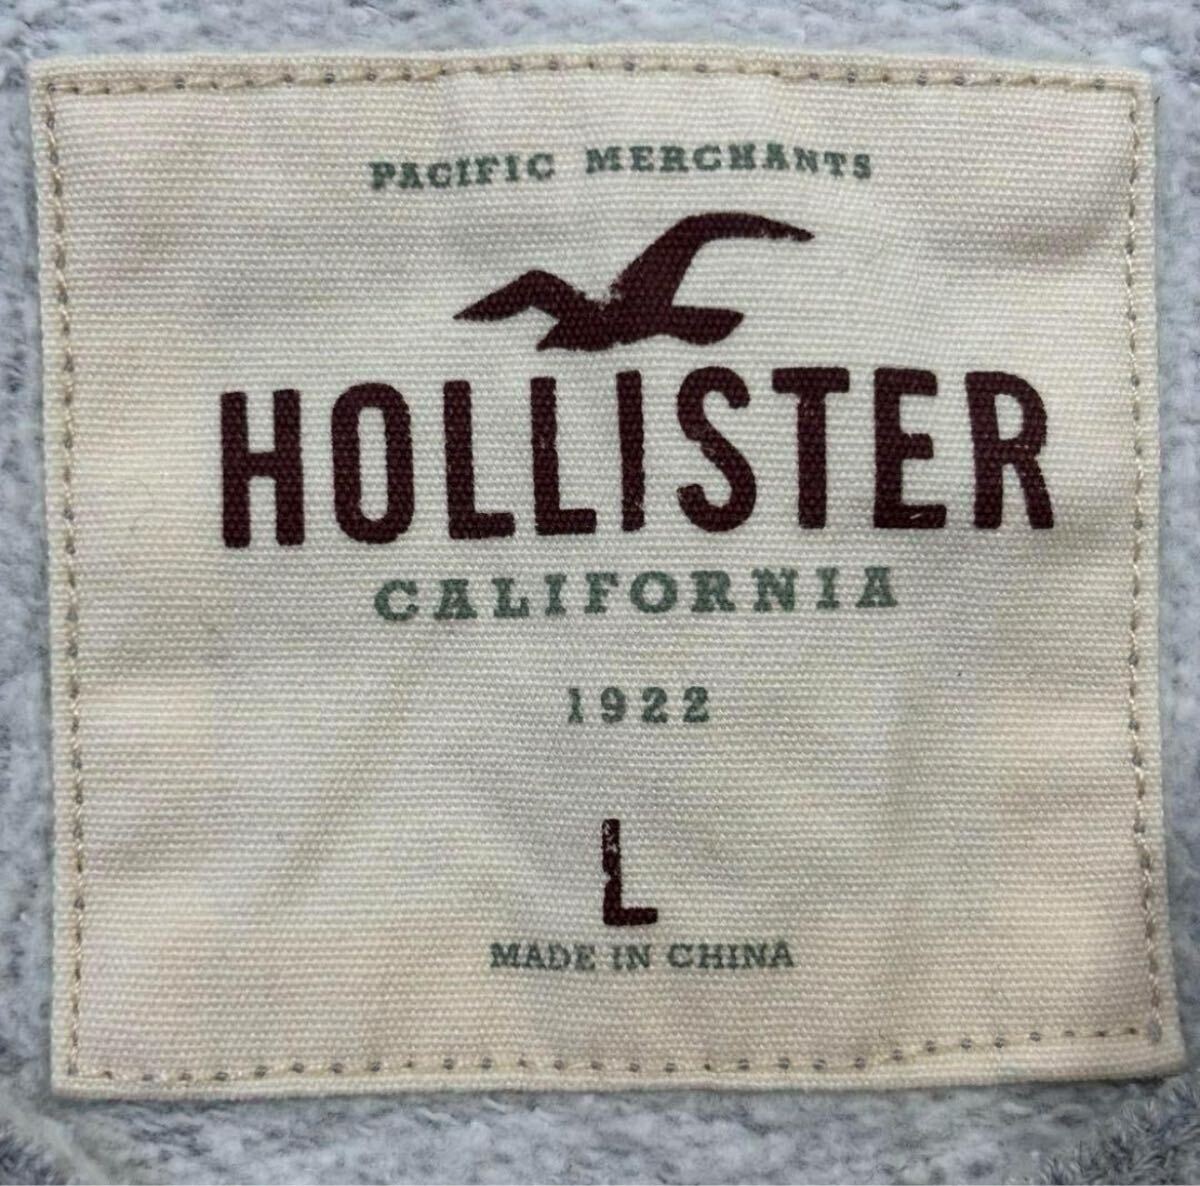 PACIFIC MERCHANTS
HOLLISTER
CALIFORNIA
1922
L
MADE IN CHINA